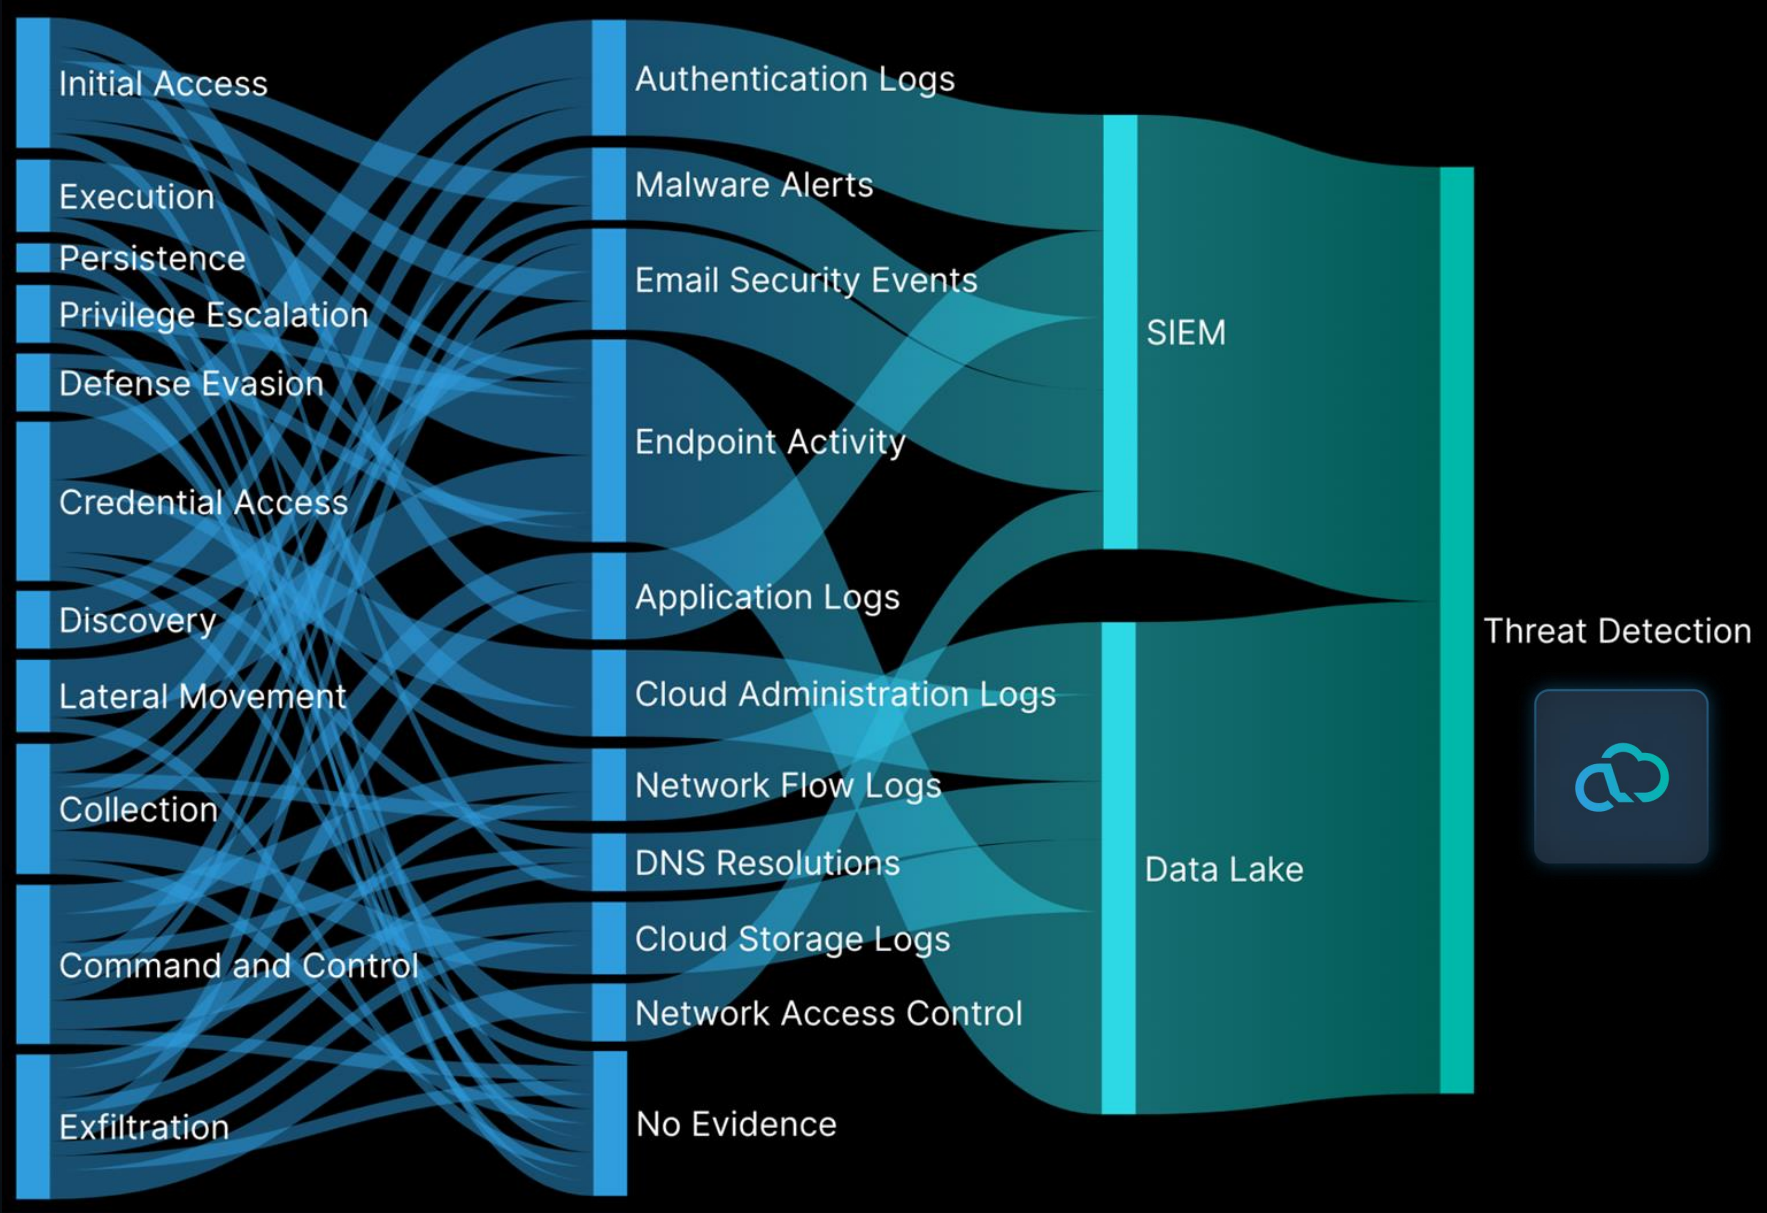 Initial Access
Execution
Persistence
Privilege Escalation
Defense Evasion
Credential Access
Discovery
Lateral Movement
Collection
Command and Control
Exfiltration
Authentication Logs
Malware Alerts
Email Security Events
Endpoint Activity
Application Logs
Cloud Administration Logs
Network Flow Logs
DNS Resolutions
Cloud Storage Logs
Network Access Control
No Evidence
SIEM
Data Lake
Threat Detection